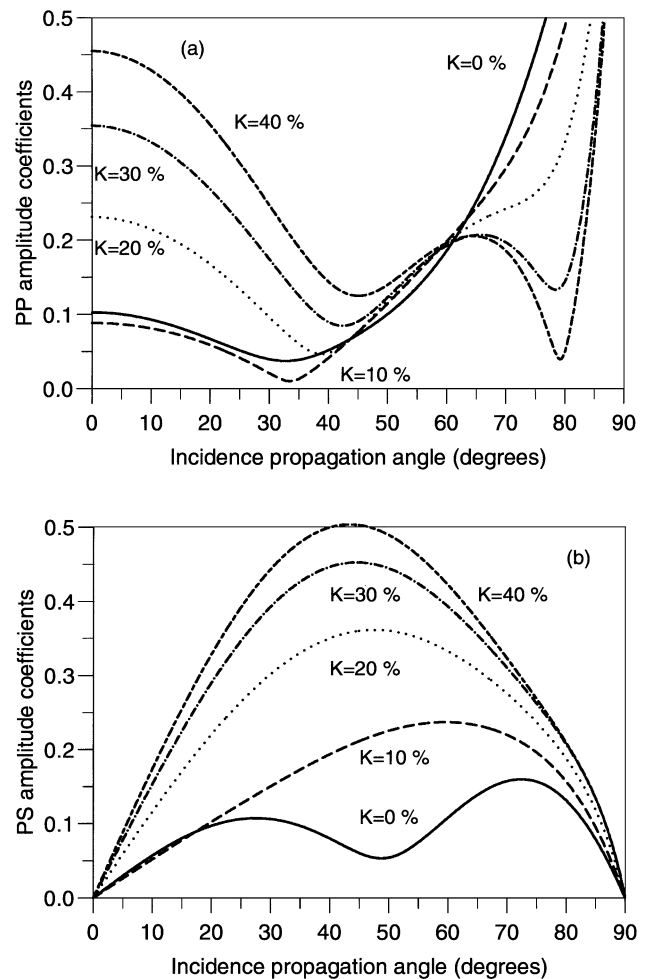 0.5
(a)
K=0 %
0.4
K=40 %
0.3
K=30 %
0.2
K=20 %
0.1
K=10 %
0.0
PP amplitude coefficients
0 10 20 30 40 50 60 70 80 90
Incidence propagation angle (degrees)
0.5
(b)
0.4
K=30 %
K=40 %
0.3
K=20 %
0.2
K=10 %
0.1
K=0 %
0.0
PS amplitude coefficients
0 10 20 30 40 50 60 70 80 90
Incidence propagation angle (degrees)